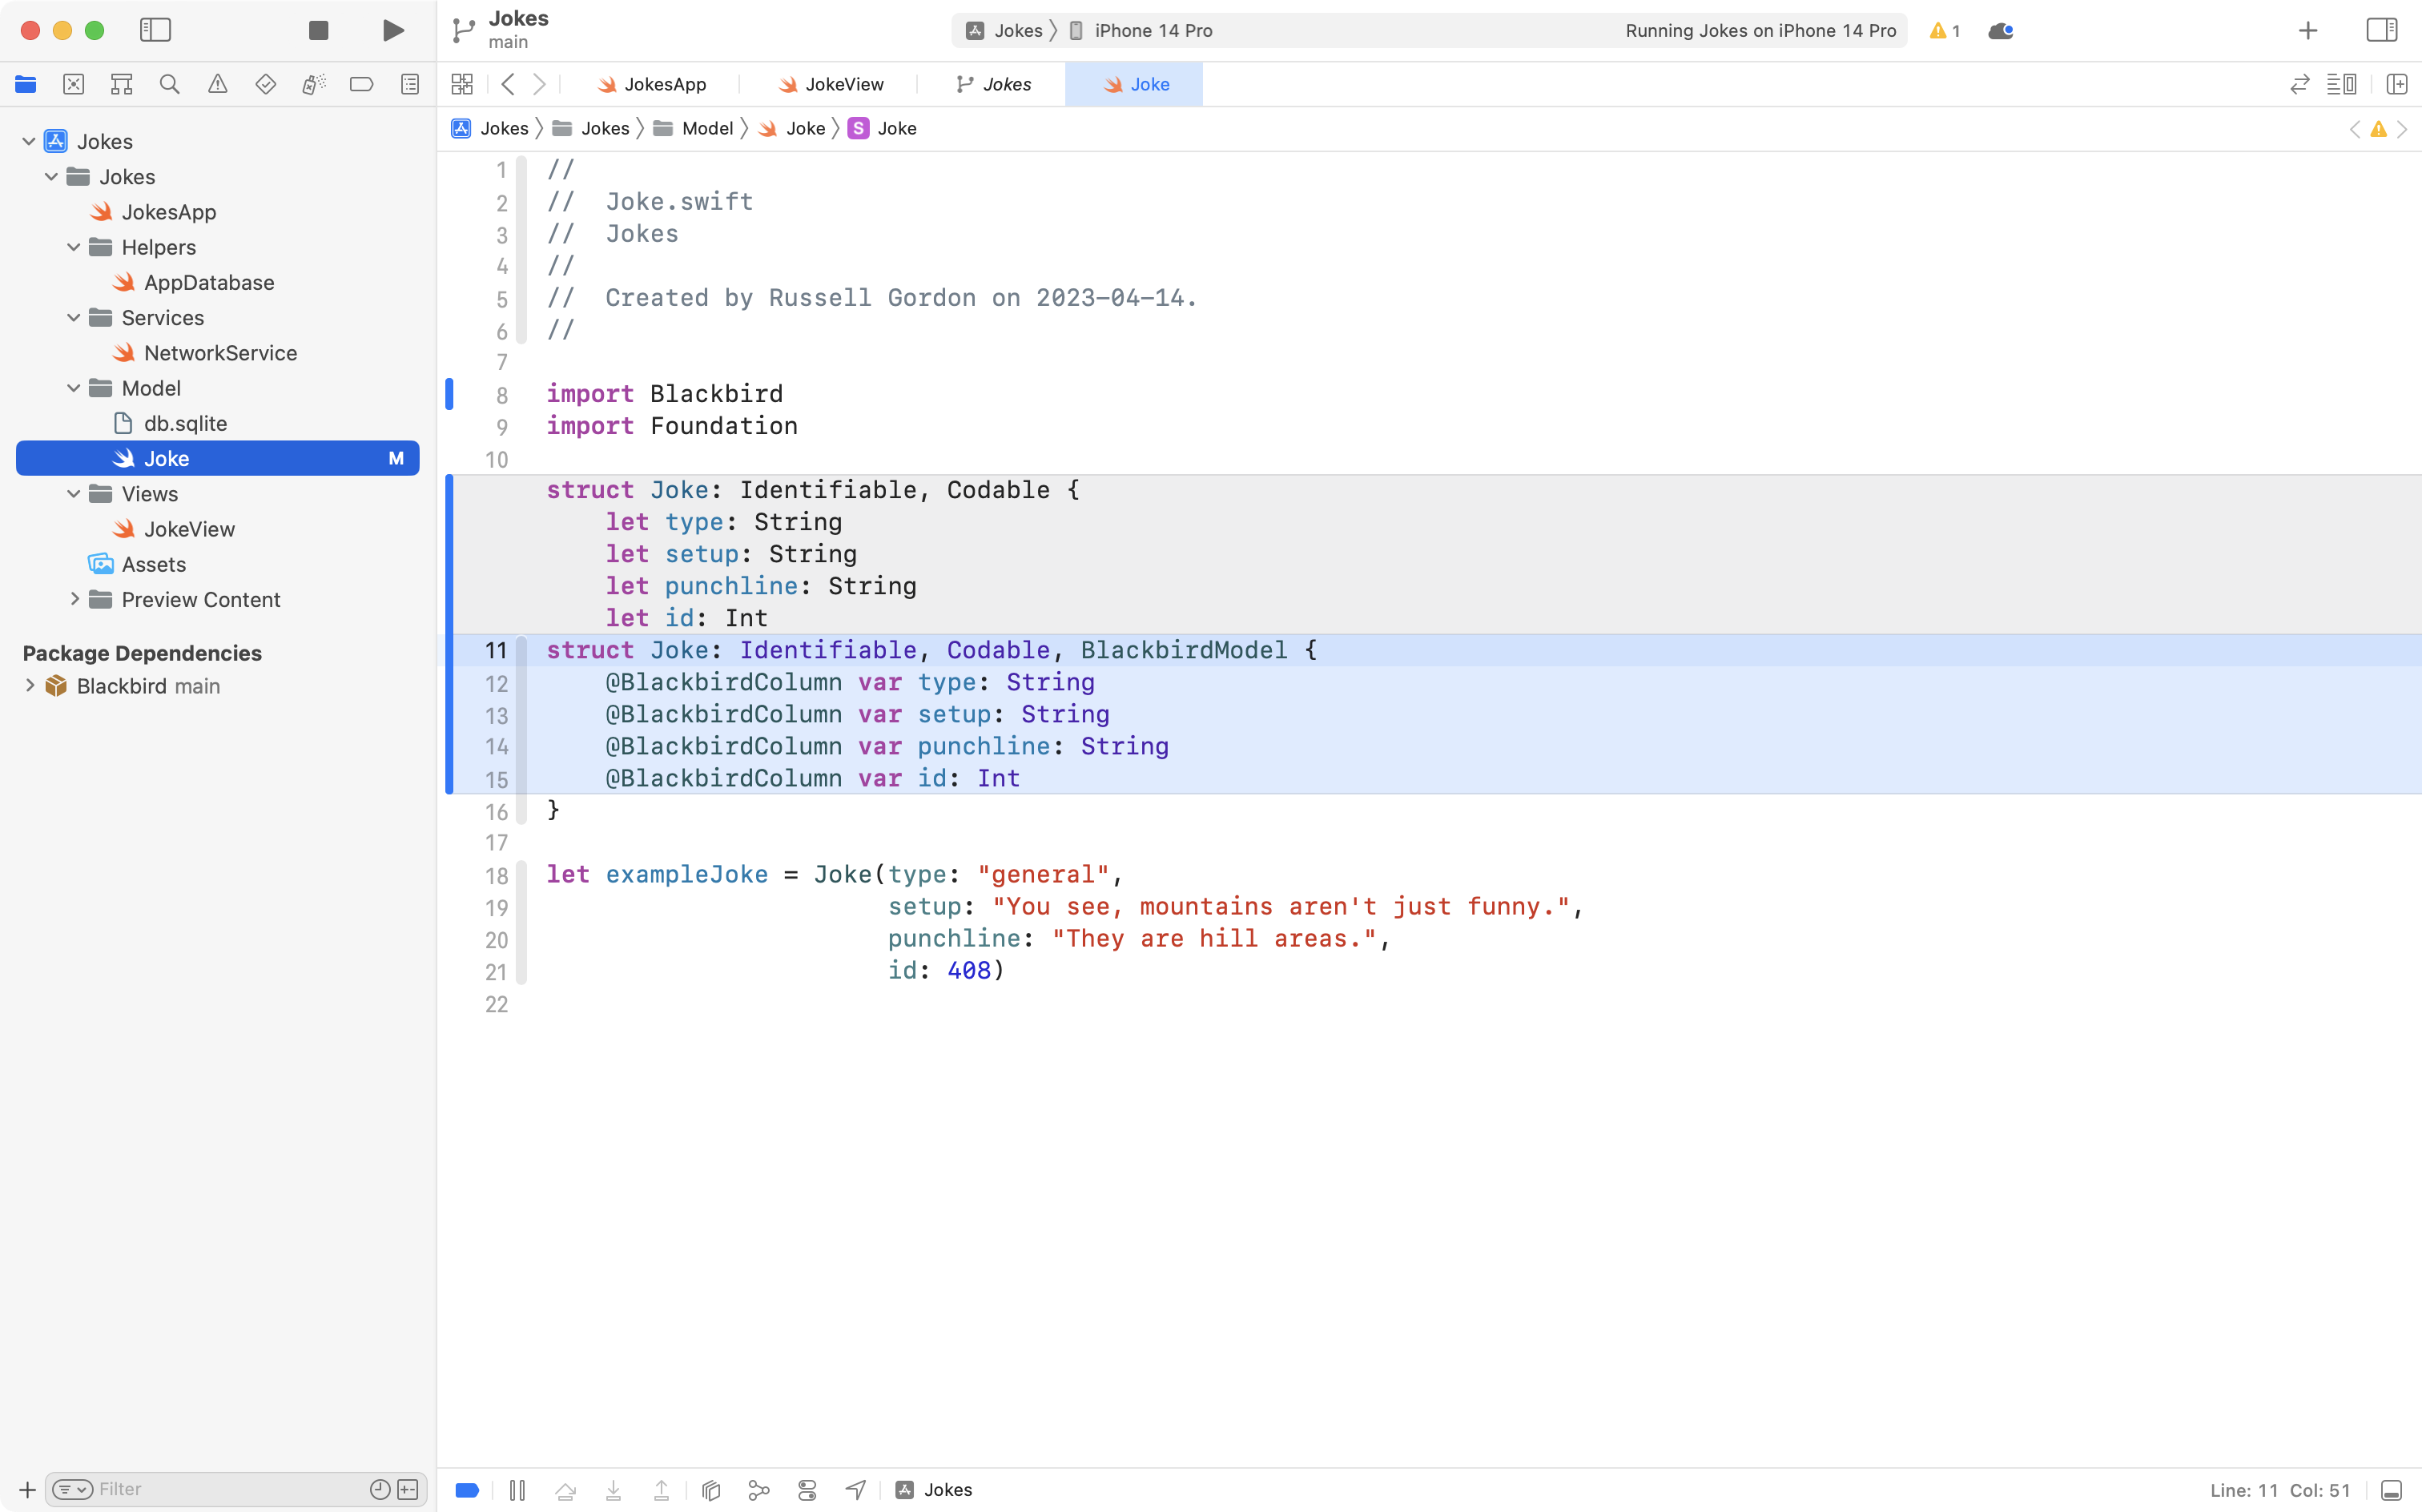 Jokes
main
Jokes
iPhone 14 Pro
Running Jokes on iPhone 14 Pro
1
JokesApp
JokeView
Jokes
Joke
Jokes
Jokes
Model
Joke
S
Joke
Jokes
Jokes
JokesApp
Helpers
AppDatabase
Services
NetworkService
Model
db.sqlite
Joke M
Views
JokeView
Assets
Preview Content
Package Dependencies
Blackbird main
Filter
1 //
2 //  Joke.swift
3 //  Jokes
4 //
5 //  Created by Russell Gordon on 2023-04-14.
6 //
7
8 import Blackbird
9 import Foundation
10
struct Joke: Identifiable, Codable {
    let type: String
    let setup: String
    let punchline: String
    let id: Int
11 struct Joke: Identifiable, Codable, BlackbirdModel {
12     @BlackbirdColumn var type: String
13     @BlackbirdColumn var setup: String
14     @BlackbirdColumn var punchline: String
15     @BlackbirdColumn var id: Int
16 }
17
18 let exampleJoke = Joke(type: "general",
19                        setup: "You see, mountains aren't just funny.",
20                        punchline: "They are hill areas.",
21                        id: 408)
22
Jokes
Line: 11 Col: 51